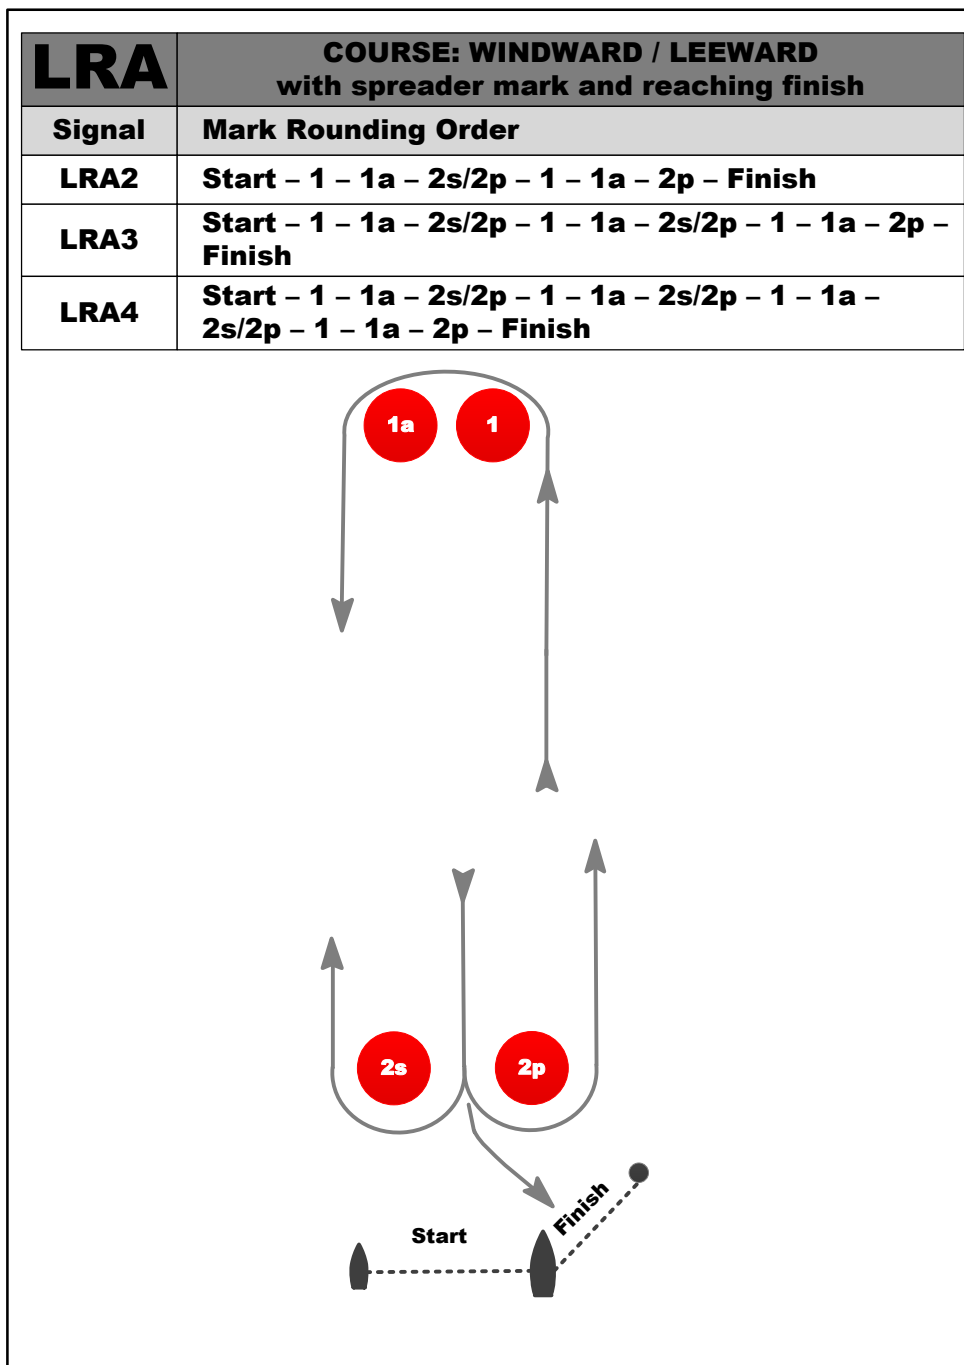 LRA
COURSE: WINDWARD / LEEWARD
with spreader mark and reaching finish
Signal
Mark Rounding Order
LRA2
Start – 1 – 1a – 2s/2p – 1 – 1a – 2p – Finish
LRA3
Start – 1 – 1a – 2s/2p – 1 – 1a – 2s/2p – 1 – 1a – 2p –
Finish
LRA4
Start – 1 – 1a – 2s/2p – 1 – 1a – 2s/2p – 1 – 1a –
2s/2p – 1 – 1a – 2p – Finish
1a
1
2s
2p
Finish
Start